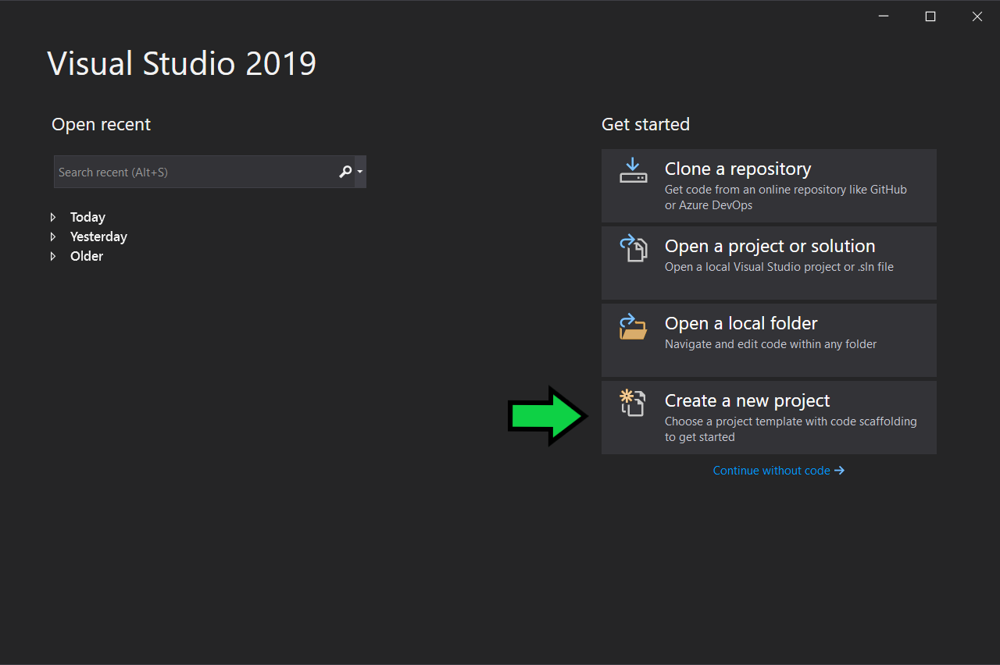 Visual Studio 2019
Open recent
Search recent (Alt+S)
Today
Yesterday
Older
Get started
Clone a repository
Get code from an online repository like GitHub
or Azure DevOps
Open a project or solution
Open a local Visual Studio project or .sln file
Open a local folder
Navigate and edit code within any folder
Create a new project
Choose a project template with code scaffolding
to get started
Continue without code